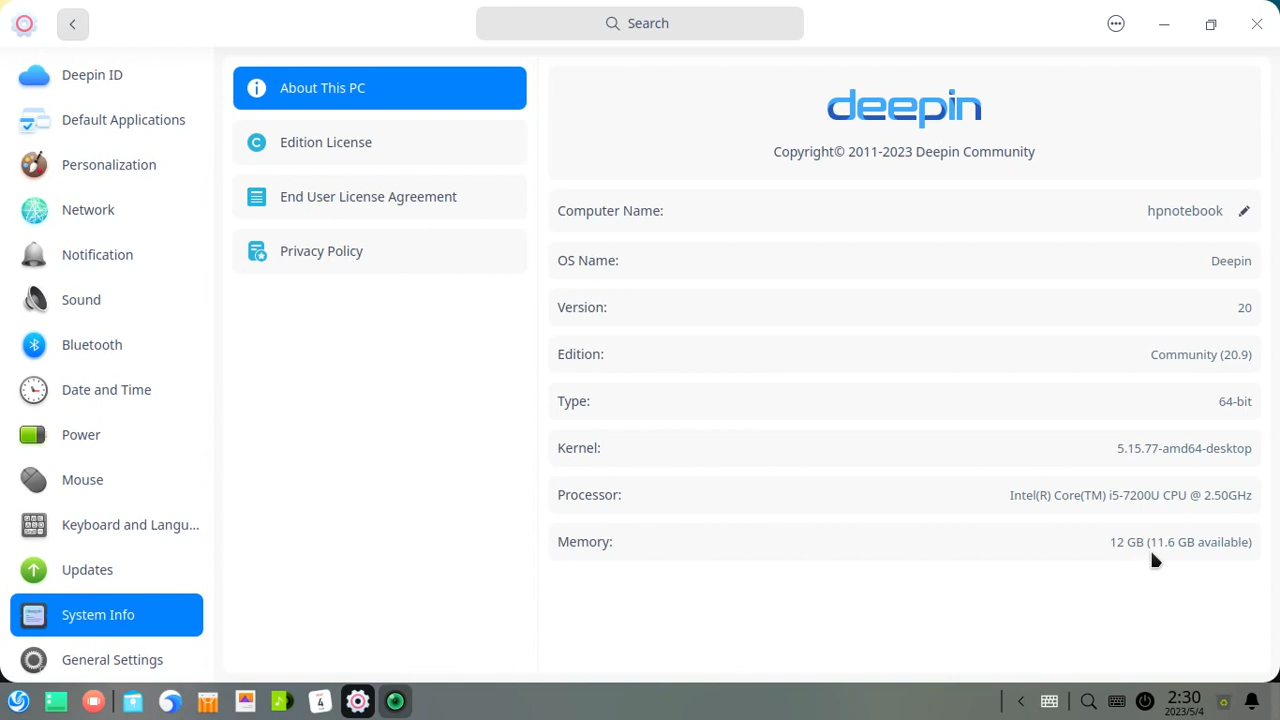 Search
Deepin ID
Default Applications
Personalization
Network
Notification
Sound
Bluetooth
Date and Time
Power
Mouse
Keyboard and Langu...
Updates
System Info
General Settings
About This PC
Edition License
End User License Agreement
Privacy Policy
deepin
Copyright© 2011-2023 Deepin Community
Computer Name: hpnotebook
OS Name: Deepin
Version: 20
Edition: Community (20.9)
Type: 64-bit
Kernel: 5.15.77-amd64-desktop
Processor: Intel(R) Core(TM) i5-7200U CPU @ 2.50GHz
Memory: 12 GB (11.6 GB available)
4
2:30
2023/5/4